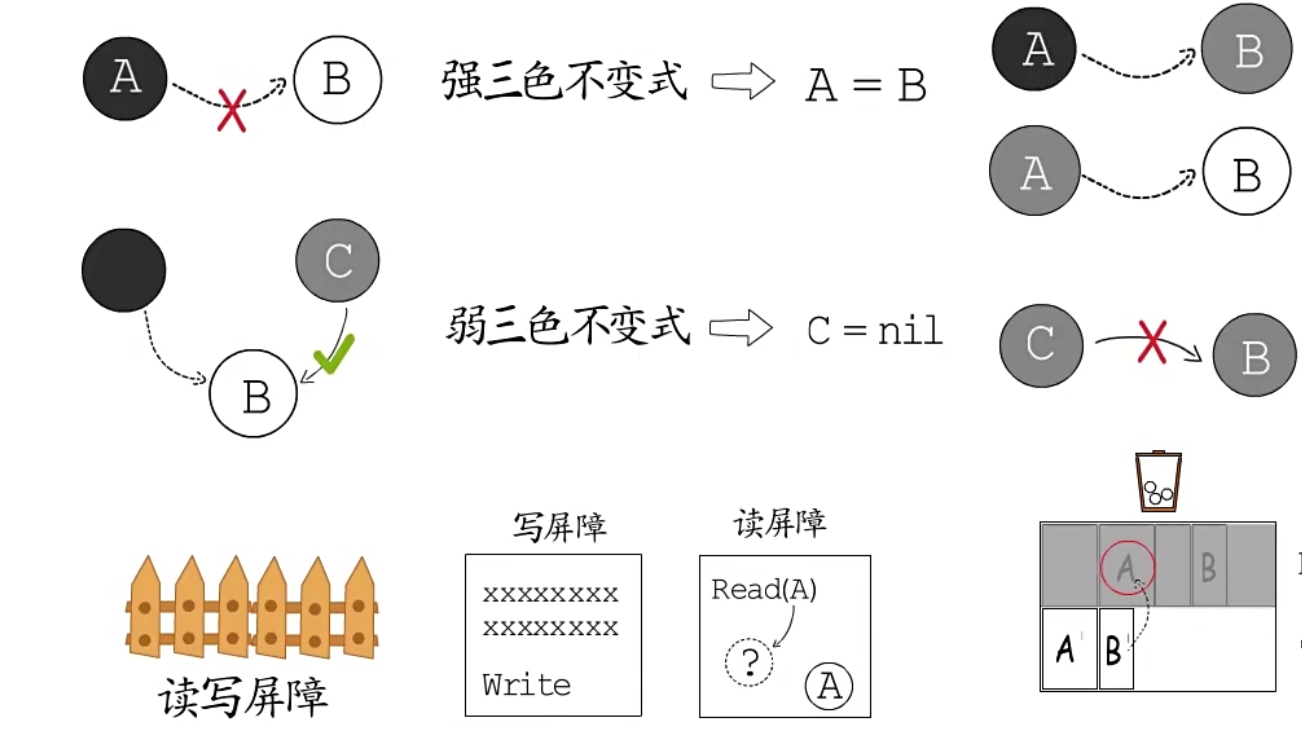 A
B
强三色不变式
A = B
A
B
A
B
C
B
弱三色不变式
C = nil
C
B
读写屏障
写屏障
xxxxxxxx
xxxxxxxx
Write
读屏障
Read(A)
?
A
A
B
A'
B'